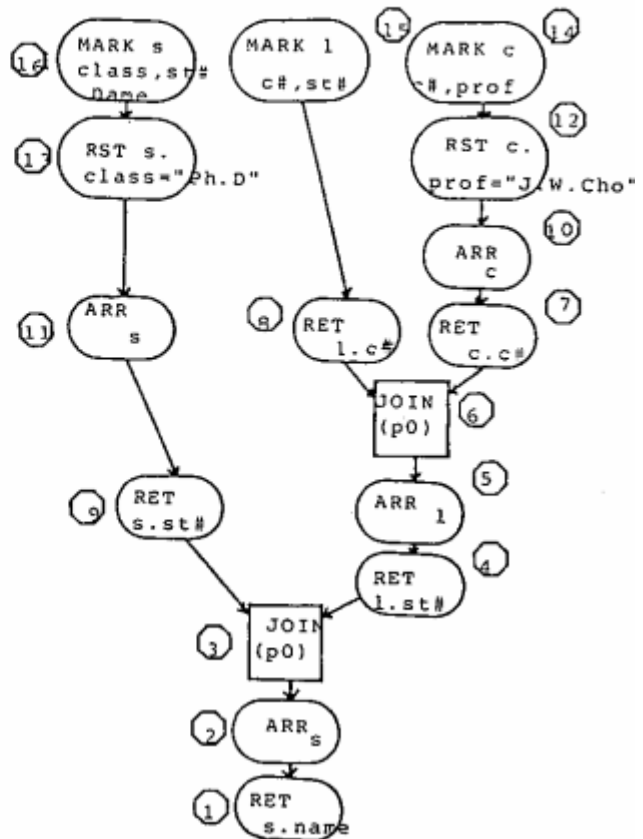 16
MARK s
class,st#
name
MARK l
c#,st#
15
MARK c
c#,prof
14
13
RST s.
class="Ph.D"
RST c.
prof="J.W.Cho"
12
ARR
c
10
11
ARR
s
8
RET
l.c#
RET
c.c#
7
JOIN
(p0)
6
9
RET
s.st#
ARR l
5
RET
l.st#
4
3
JOIN
(p0)
2
ARR s
1
RET
s.name